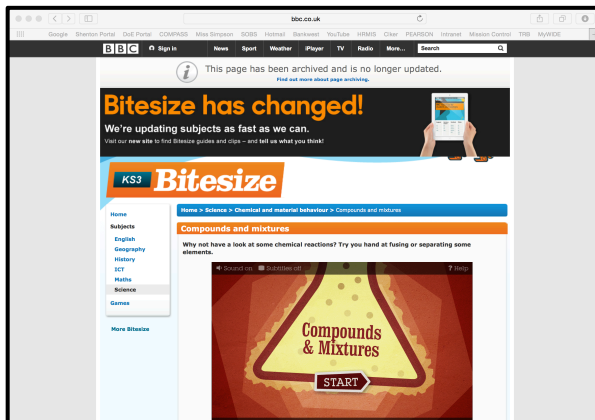 bbc.co.uk
Google Shenton Portal DoE Portal COMPASS Miss Simpson SOBS Hotmail Bankwest YouTube HRMIS Ciker PEARSON Intranet Mission Control TRB MyWIDE
BBC Sign in News Sport Weather iPlayer TV Radio More... Search
i This page has been archived and is no longer updated.
Find out more about page archiving.
Bitesize has changed!
We're updating subjects as fast as we can.
Visit our new site to find Bitesize guides and clips – and tell us what you think!
KS3 Bitesize
Home
Subjects
English
Geography
History
ICT
Maths
Science
Games
More Bitesize
Home > Science > Chemical and material behaviour > Compounds and mixtures
Compounds and mixtures
Why not have a look at some chemical reactions? Try you hand at fusing or separating some
elements.
Sound on Subtitles off ? Help
Compounds
& Mixtures
START